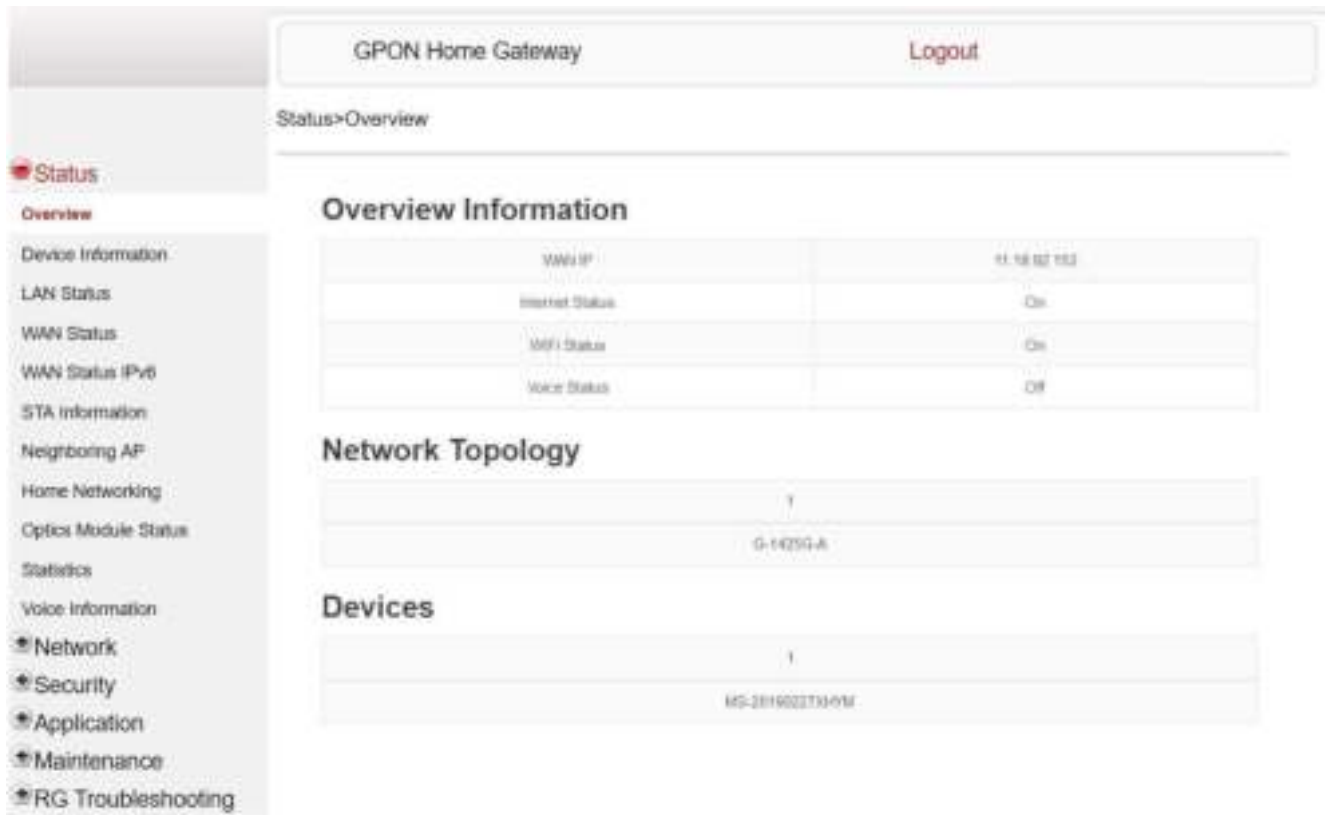 GPON Home Gateway
Logout
Status>Overview
Status
Overview
Device Information
LAN Status
WAN Status
WAN Status IPv6
STA Information
Neighboring AP
Home Networking
Optics Module Status
Statistics
Voice Information
Network
Security
Application
Maintenance
RG Troubleshooting
Overview Information
WAN IP
Internet Status On
WiFi Status On
Voice Status Off
Network Topology
1
G-1425G-A
Devices
1